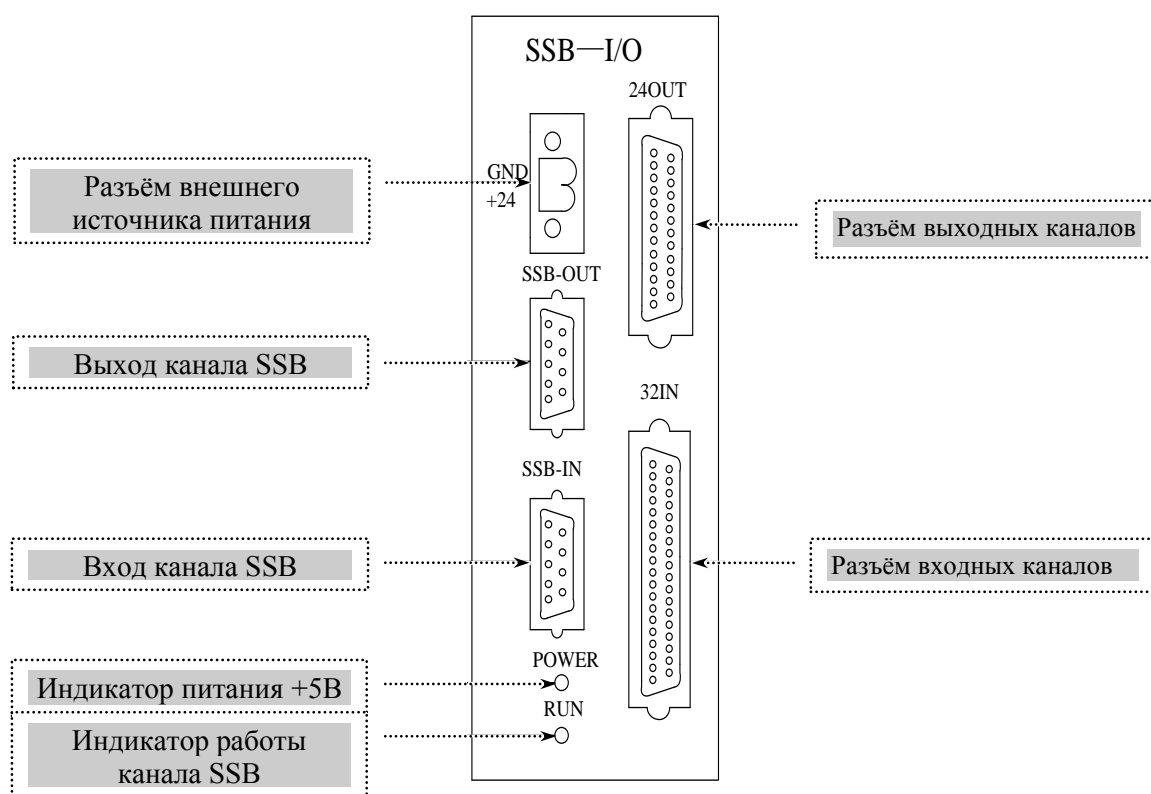 SSB—I/O
24OUT
GND
+24
Разъём внешнего
источника питания
Разъём выходных каналов
SSB-OUT
Выход канала SSB
32IN
SSB-IN
Вход канала SSB
Разъём входных каналов
POWER
Индикатор питания +5В
RUN
Индикатор работы
канала SSB